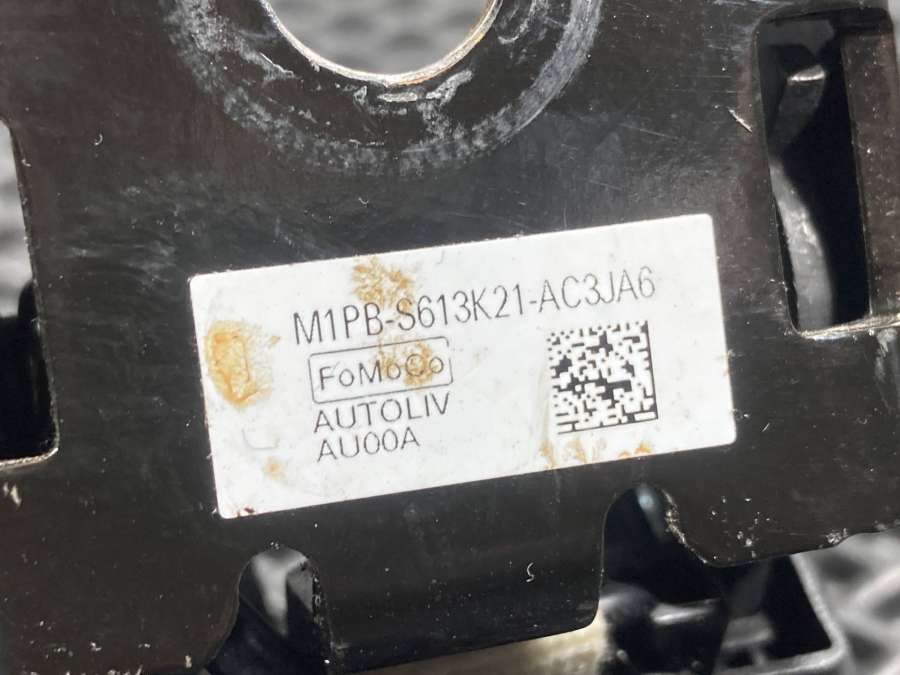 M1PB-S613K21-AC3JA6
FoMoCo
AUTOLIV
AU00A